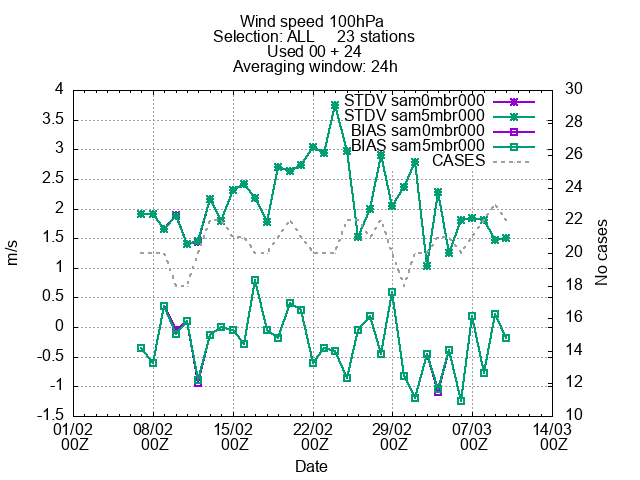 Wind speed 100hPa
Selection: ALL 23 stations
Used 00 + 24
Averaging window: 24h
4
3.5
3
2.5
2
1.5
1
0.5
0
-0.5
-1
-1.5
m/s
STDV sam0mbr000
STDV sam5mbr000
BIAS sam0mbr000
BIAS sam5mbr000
CASES
30
28
26
24
22
20
18
16
14
12
10
No cases
01/02 08/02 15/02 22/02 29/02 07/03 14/03
00Z 00Z 00Z 00Z 00Z 00Z 00Z
Date